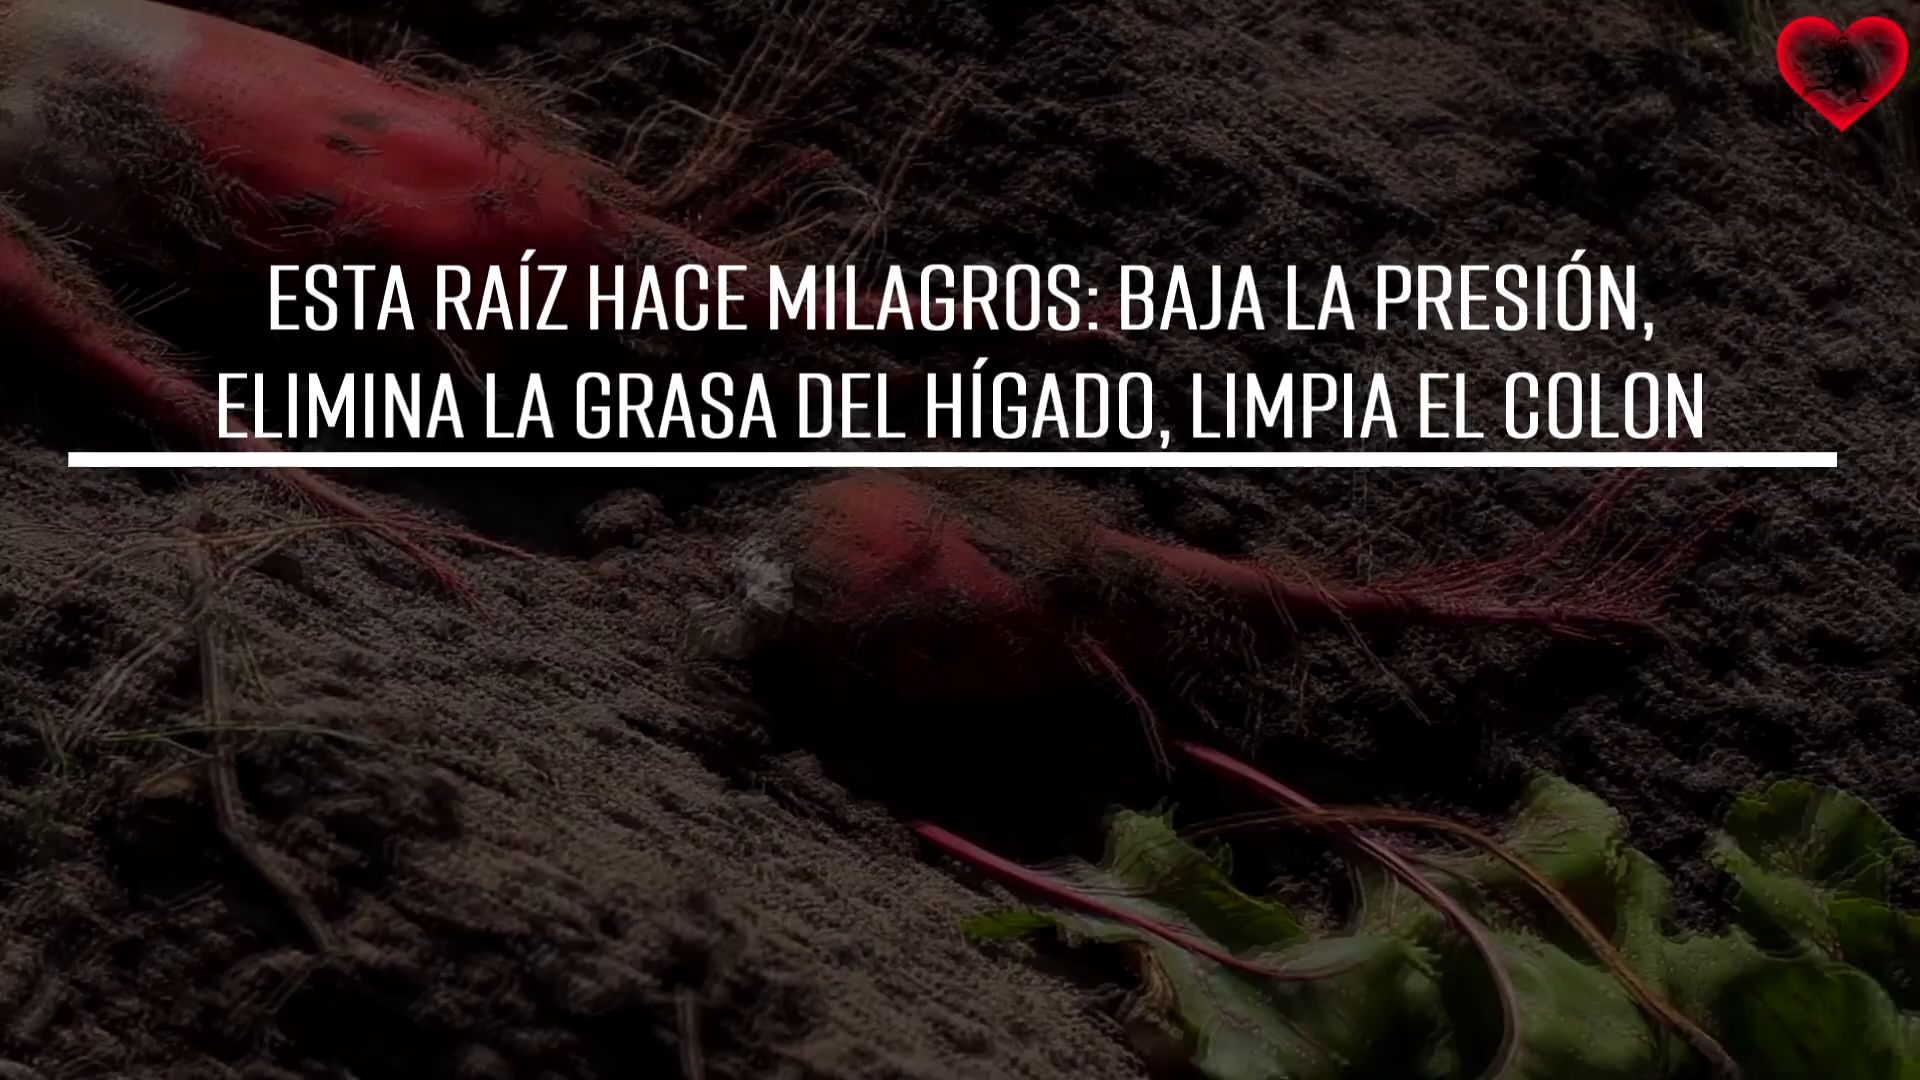 ESTA RAÍZ HACE MILAGROS: BAJA LA PRESIÓN,
ELIMINA LA GRASA DEL HÍGADO, LIMPIA EL COLON